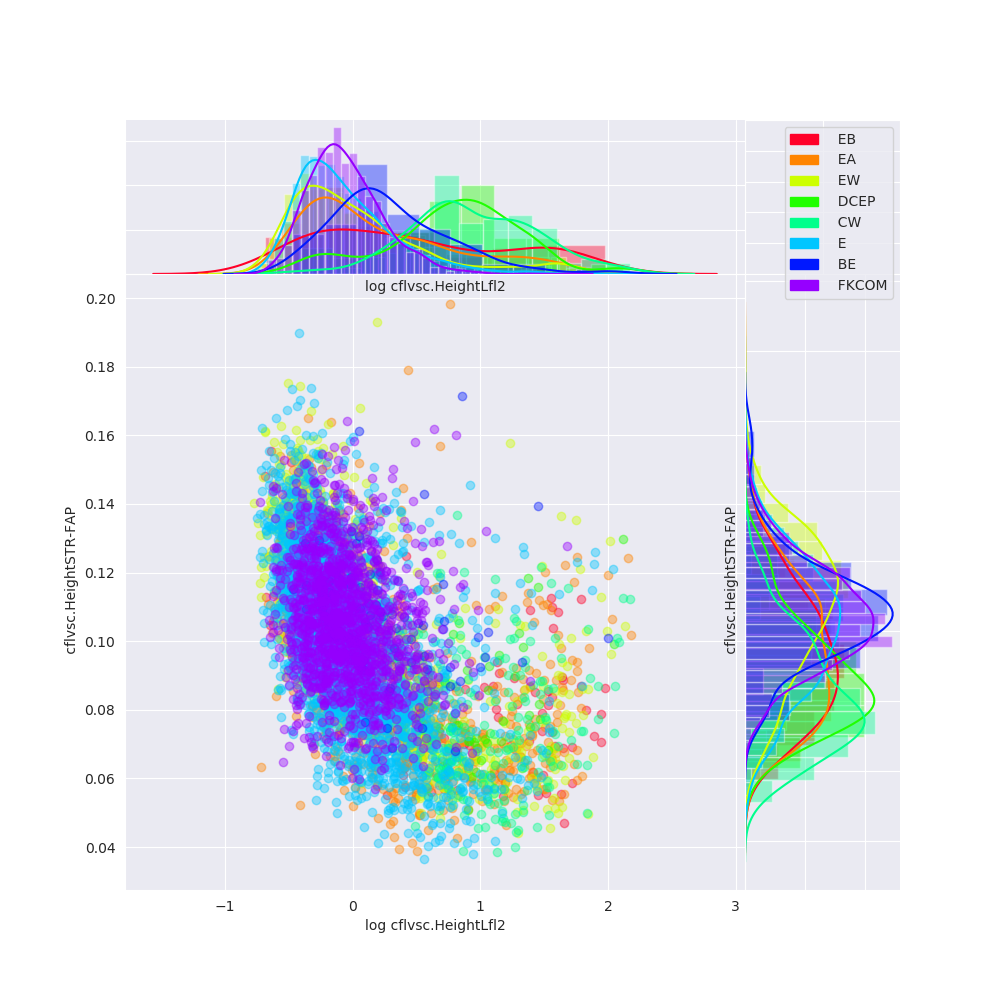 EB
EA
EW
DCEP
CW
E
BE
FKCOM
log cflvsc.HeightLfl2
0.20
0.18
0.16
0.14
0.12
0.10
0.08
0.06
0.04
cflvsc.HeightSTR-FAP
cflvsc.HeightSTR-FAP
−1
0
1
2
3
log cflvsc.HeightLfl2